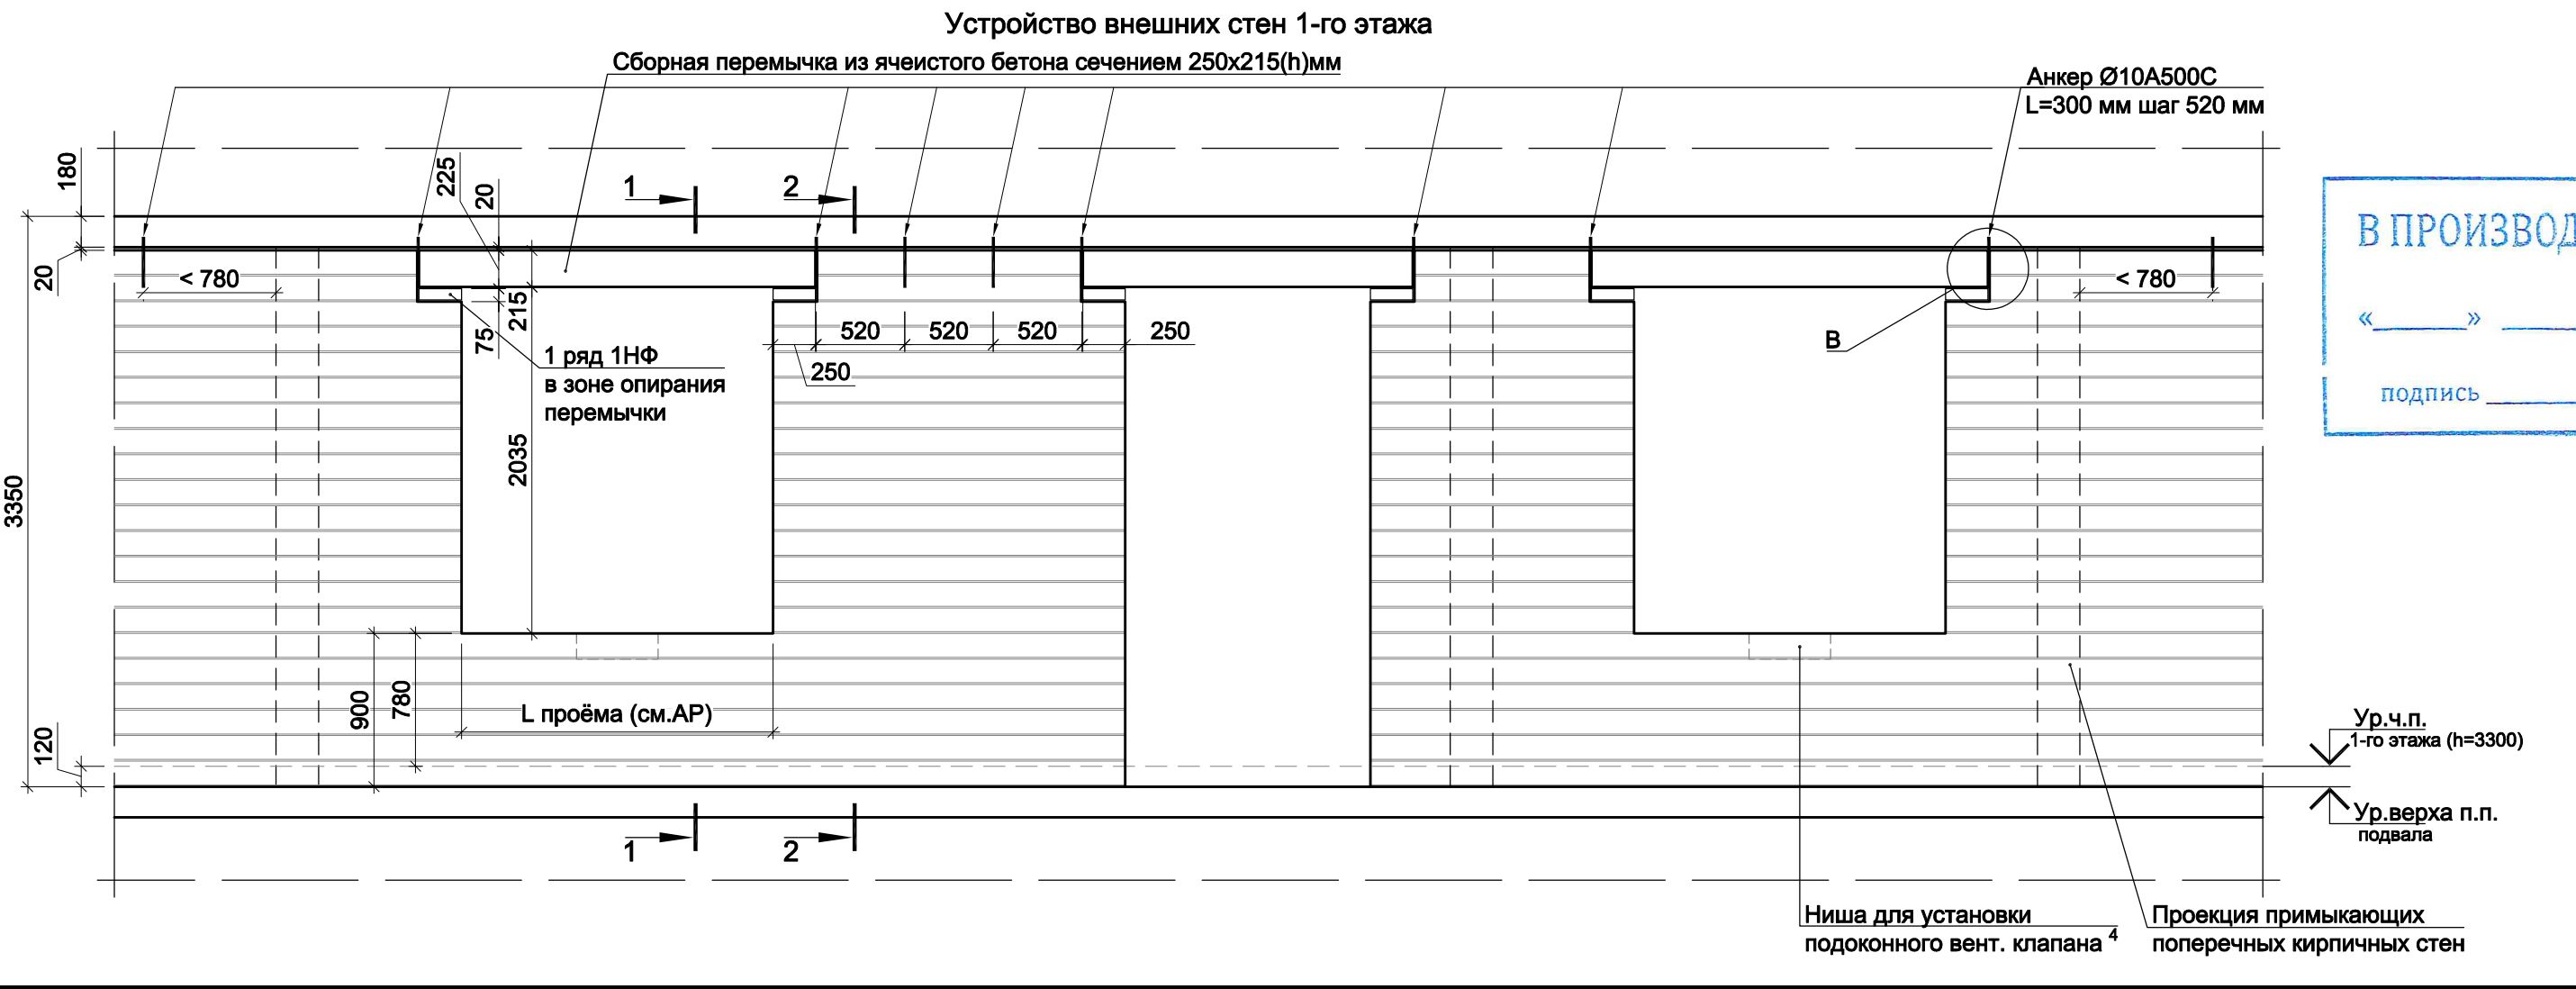 Устройство внешних стен 1-го этажа
Сборная перемычка из ячеистого бетона сечением 250х215(h)мм
Анкер Ø10А500С
L=300 мм шаг 520 мм
180
225
20
1
2
20
< 780
215
75
520
520
520
250
250
1 ряд 1НФ
в зоне опирания
перемычки
В
< 780
В ПРОИЗВОД
«_______» 
подпись
3350
2035
900
780
120
L проёма (см.АР)
Ур.ч.п.
1-го этажа (h=3300)
Ур.верха п.п.
подвала
1
2
Ниша для установки
подоконного вент. клапана 4
Проекция примыкающих
поперечных кирпичных стен